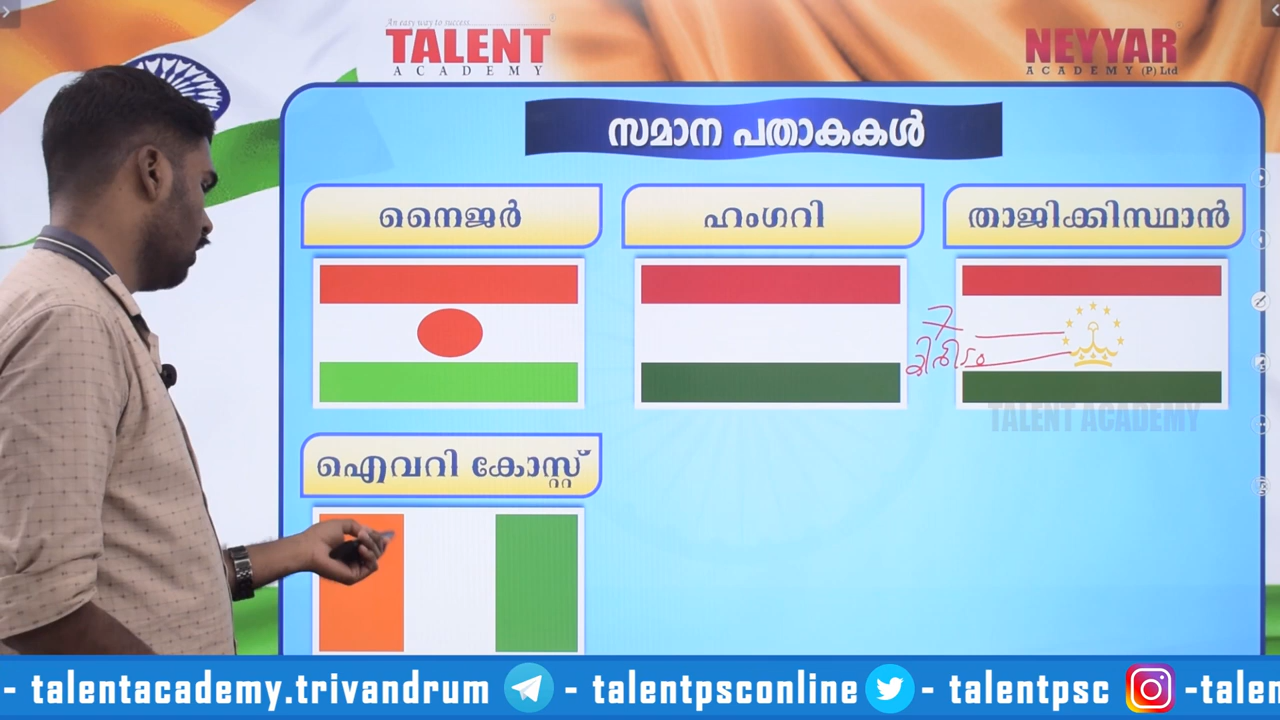 An easy way to success
TALENT
ACADEMY
NEYYAR
ACADEMY (P) Ltd
സമാന പതാകകൾ
നൈജർ
ഹംഗറി
താജിക്കിസ്ഥാൻ
7
കിരീടം
TALENT ACADEMY
ഐവറി കോസ്റ്റ്
- talentacademy.trivandrum - talentpsconline - talentpsc -talen